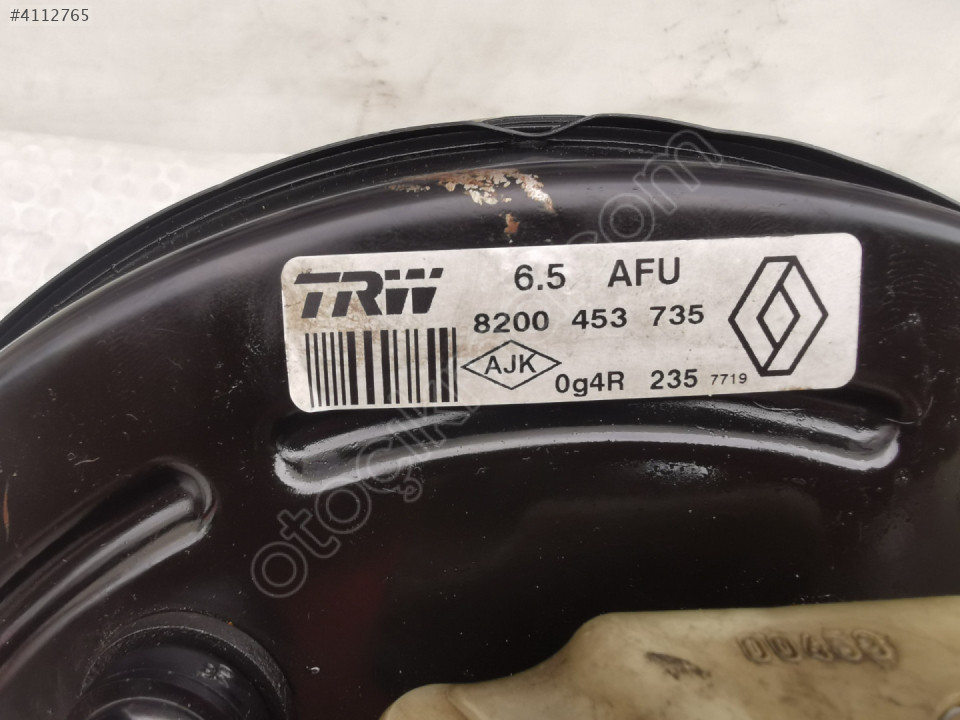 #4112765
TRW 6.5 AFU
8200 453 735
AJK 0g4R 235 7719